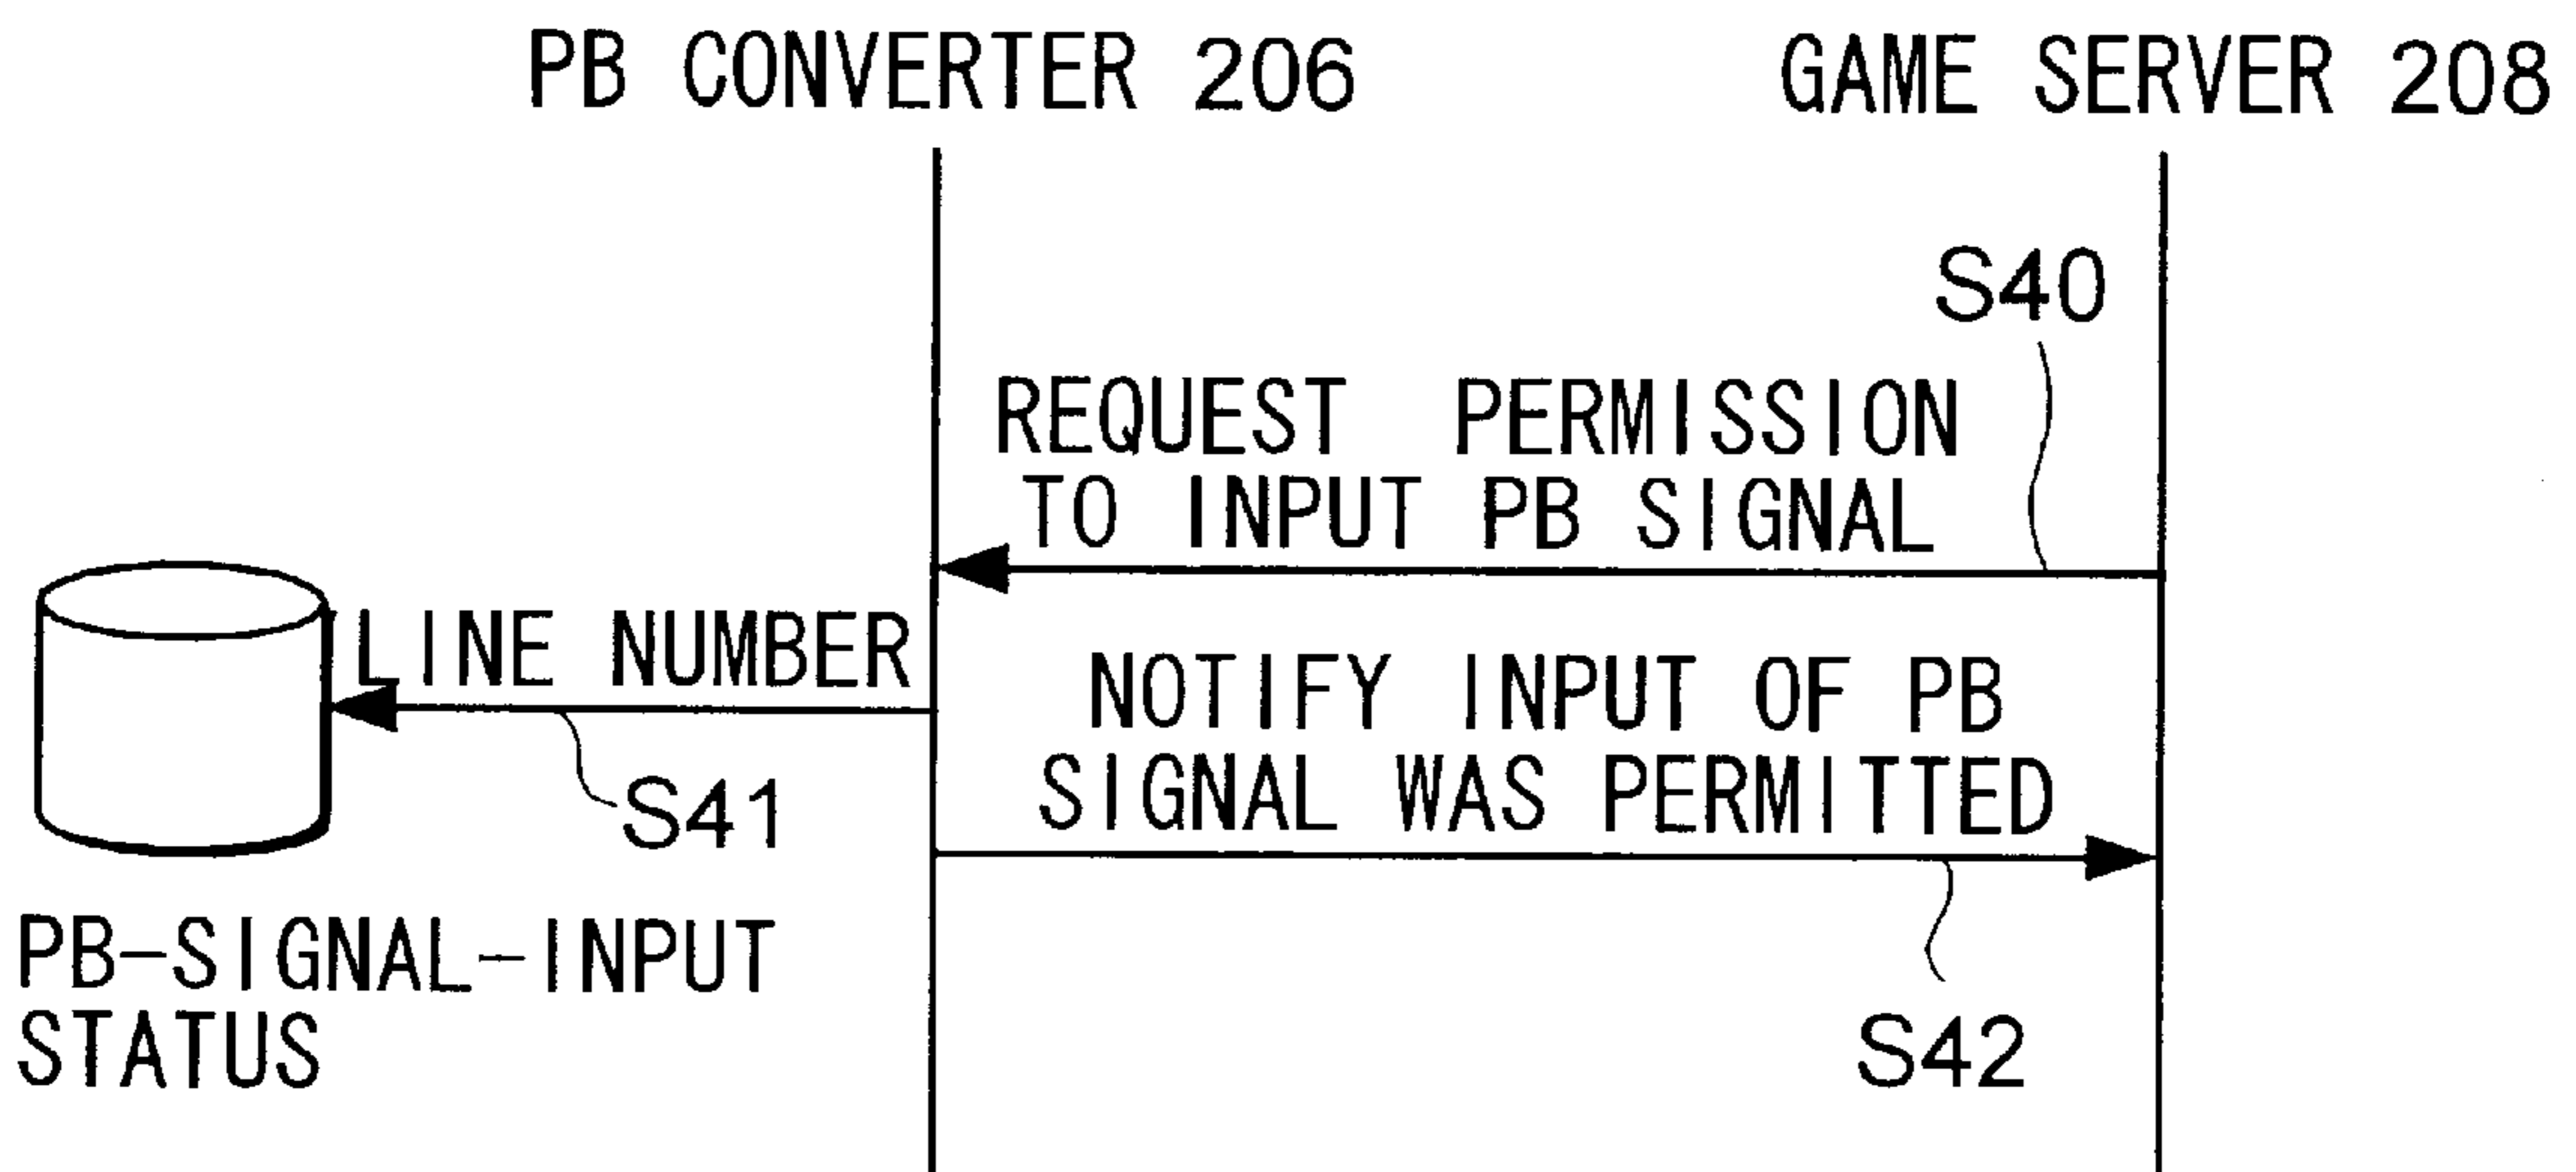 PB CONVERTER 206
GAME SERVER 208
S40
REQUEST PERMISSION
TO INPUT PB SIGNAL
LINE NUMBER
S41
NOTIFY INPUT OF PB
SIGNAL WAS PERMITTED
S42
PB-SIGNAL-INPUT
STATUS